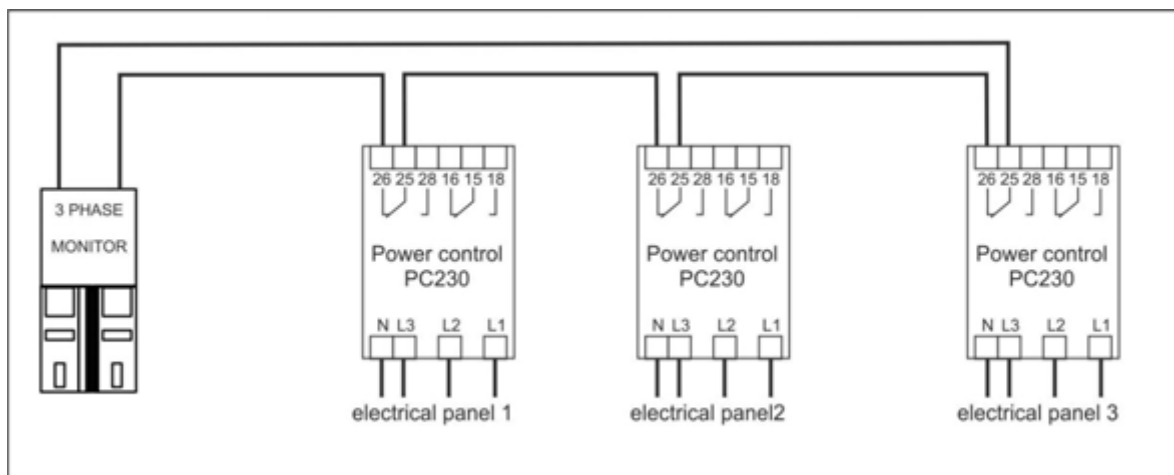 3 PHASE
MONITOR
26 25 28 16 15 18
Power control
PC230
N L3 L2 L1
electrical panel 1
26 25 28 16 15 18
Power control
PC230
N L3 L2 L1
electrical panel2
26 25 28 16 15 18
Power control
PC230
N L3 L2 L1
electrical panel 3